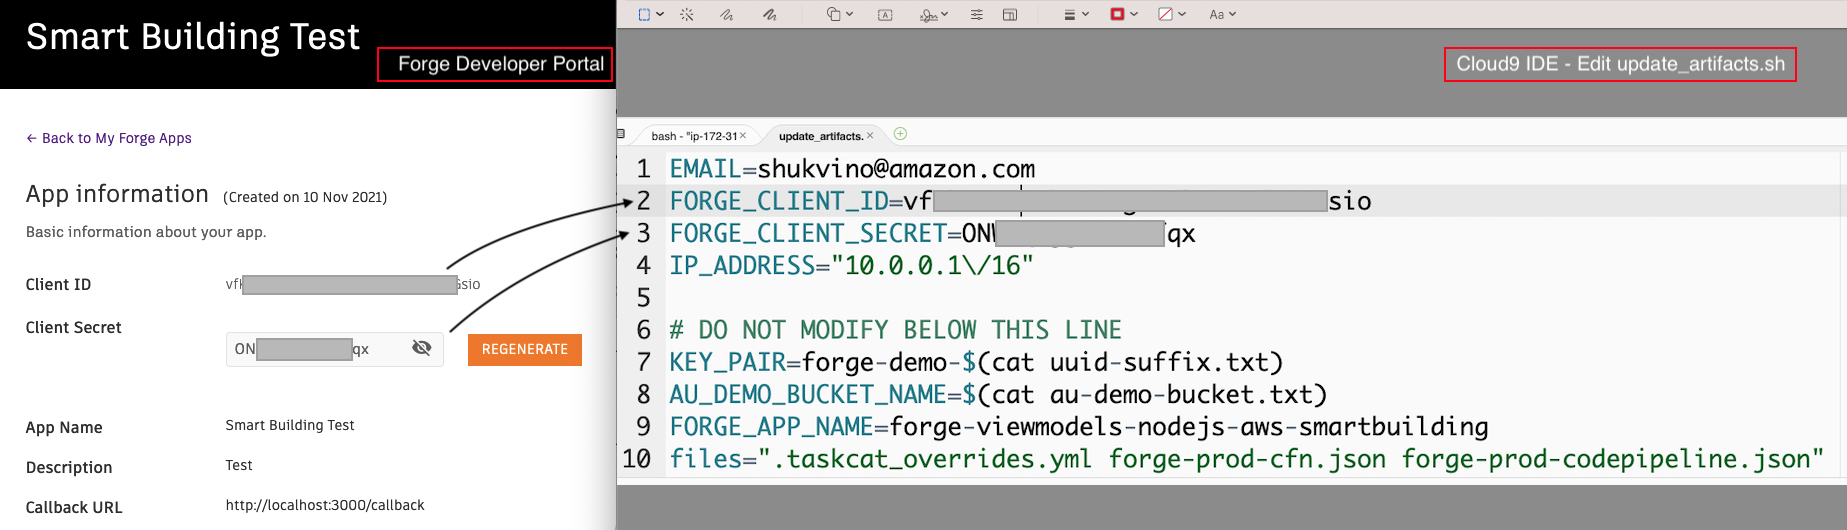 Smart Building Test
Forge Developer Portal
← Back to My Forge Apps
App information (Created on 10 Nov 2021)
Basic information about your app.
Client ID vf sio
Client Secret
ON qx REGENERATE
App Name Smart Building Test
Description Test
Callback URL http://localhost:3000/callback
Aa
Cloud9 IDE - Edit update_artifacts.sh
bash - "ip-172-31 × update_artifacts. ×
1 EMAIL=shukvino@amazon.com
2 FORGE_CLIENT_ID=vf sio
3 FORGE_CLIENT_SECRET=ON qx
4 IP_ADDRESS="10.0.0.1\/16"
5
6 # DO NOT MODIFY BELOW THIS LINE
7 KEY_PAIR=forge-demo-$(cat uuid-suffix.txt)
8 AU_DEMO_BUCKET_NAME=$(cat au-demo-bucket.txt)
9 FORGE_APP_NAME=forge-viewmodels-nodejs-aws-smartbuilding
10 files=".taskcat_overrides.yml forge-prod-cfn.json forge-prod-codepipeline.json"